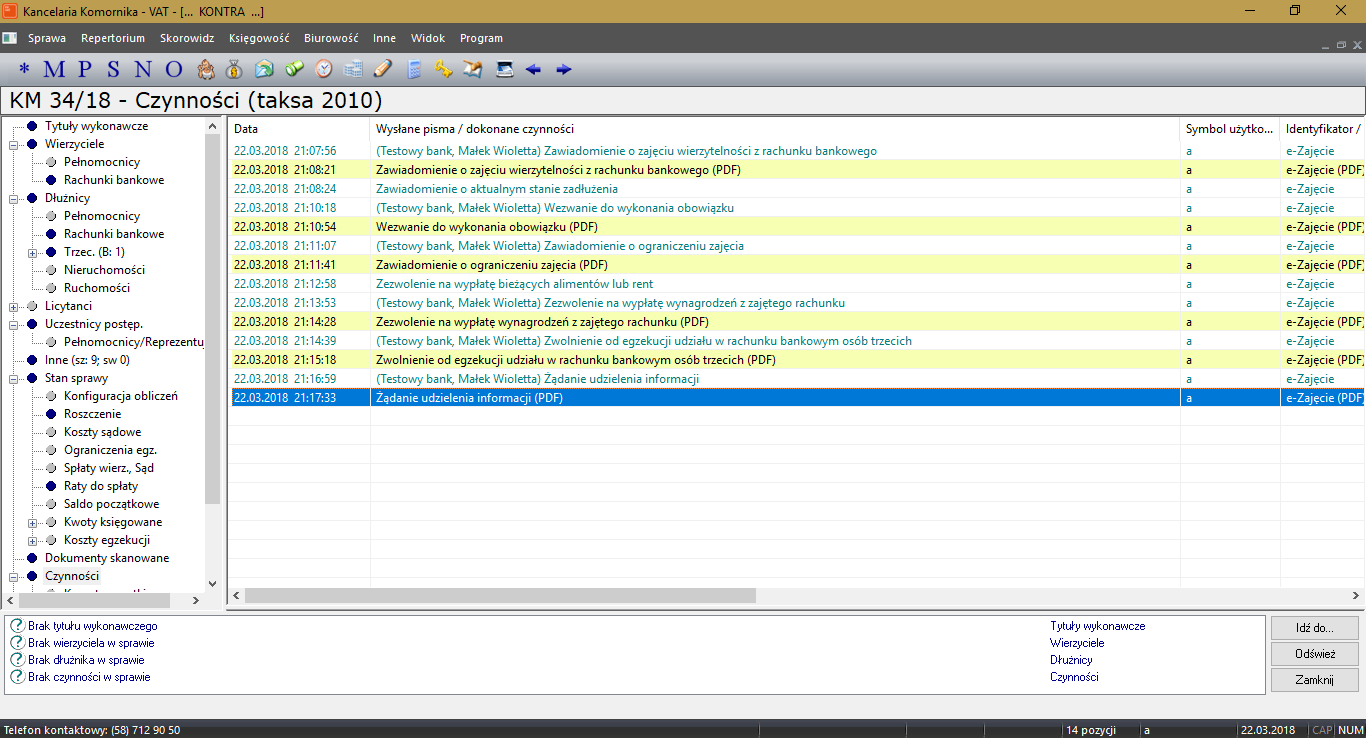 Kancelaria Komornika - VAT - [... KONTRA ...]
Sprawa Repertorium Skorowidz Księgowość Biurowość Inne Widok Program
* M P S N O
KM 34/18 - Czynności (taksa 2010)
Tytuły wykonawcze
Wierzyciele
Pełnomocnicy
Rachunki bankowe
Dłużnicy
Pełnomocnicy
Rachunki bankowe
Trzec. (B: 1)
Nieruchomości
Ruchomości
Licytanci
Uczestnicy postęp.
Pełnomocnicy/Reprezentu
Inne (sz: 9; sw 0)
Stan sprawy
Konfiguracja obliczeń
Roszczenie
Koszty sądowe
Ograniczenia egz.
Spłaty wierz., Sąd
Raty do spłaty
Saldo początkowe
Kwoty księgowane
Koszty egzekucji
Dokumenty skanowane
Czynności
Data Wysłane pisma / dokonane czynności Symbol użytko... Identyfikator /
22.03.2018 21:07:56 (Testowy bank, Małek Wioletta) Zawiadomienie o zajęciu wierzytelności z rachunku bankowego a e-Zajęcie
22.03.2018 21:08:21 Zawiadomienie o zajęciu wierzytelności z rachunku bankowego (PDF) a e-Zajęcie (PDF)
22.03.2018 21:08:24 Zawiadomienie o aktualnym stanie zadłużenia a e-Zajęcie
22.03.2018 21:10:18 (Testowy bank, Małek Wioletta) Wezwanie do wykonania obowiązku a e-Zajęcie
22.03.2018 21:10:54 Wezwanie do wykonania obowiązku (PDF) a e-Zajęcie (PDF)
22.03.2018 21:11:07 (Testowy bank, Małek Wioletta) Zawiadomienie o ograniczeniu zajęcia a e-Zajęcie
22.03.2018 21:11:41 Zawiadomienie o ograniczeniu zajęcia (PDF) a e-Zajęcie (PDF)
22.03.2018 21:12:58 Zezwolenie na wypłatę bieżących alimentów lub rent a e-Zajęcie
22.03.2018 21:13:53 (Testowy bank, Małek Wioletta) Zezwolenie na wypłatę wynagrodzeń z zajętego rachunku a e-Zajęcie
22.03.2018 21:14:28 Zezwolenie na wypłatę wynagrodzeń z zajętego rachunku (PDF) a e-Zajęcie (PDF)
22.03.2018 21:14:39 (Testowy bank, Małek Wioletta) Zwolnienie od egzekucji udziału w rachunku bankowym osób trzecich a e-Zajęcie
22.03.2018 21:15:18 Zwolnienie od egzekucji udziału w rachunku bankowym osób trzecich (PDF) a e-Zajęcie (PDF)
22.03.2018 21:16:59 (Testowy bank, Małek Wioletta) Żądanie udzielenia informacji a e-Zajęcie
22.03.2018 21:17:33 Żądanie udzielenia informacji (PDF) a e-Zajęcie (PDF)
Brak tytułu wykonawczego Tytuły wykonawcze
Brak wierzyciela w sprawie Wierzyciele
Brak dłużnika w sprawie Dłużnicy
Brak czynności w sprawie Czynności
Idź do...
Odśwież
Zamknij
Telefon kontaktowy: (58) 712 90 50 14 pozycji a 22.03.2018 CAP NUM